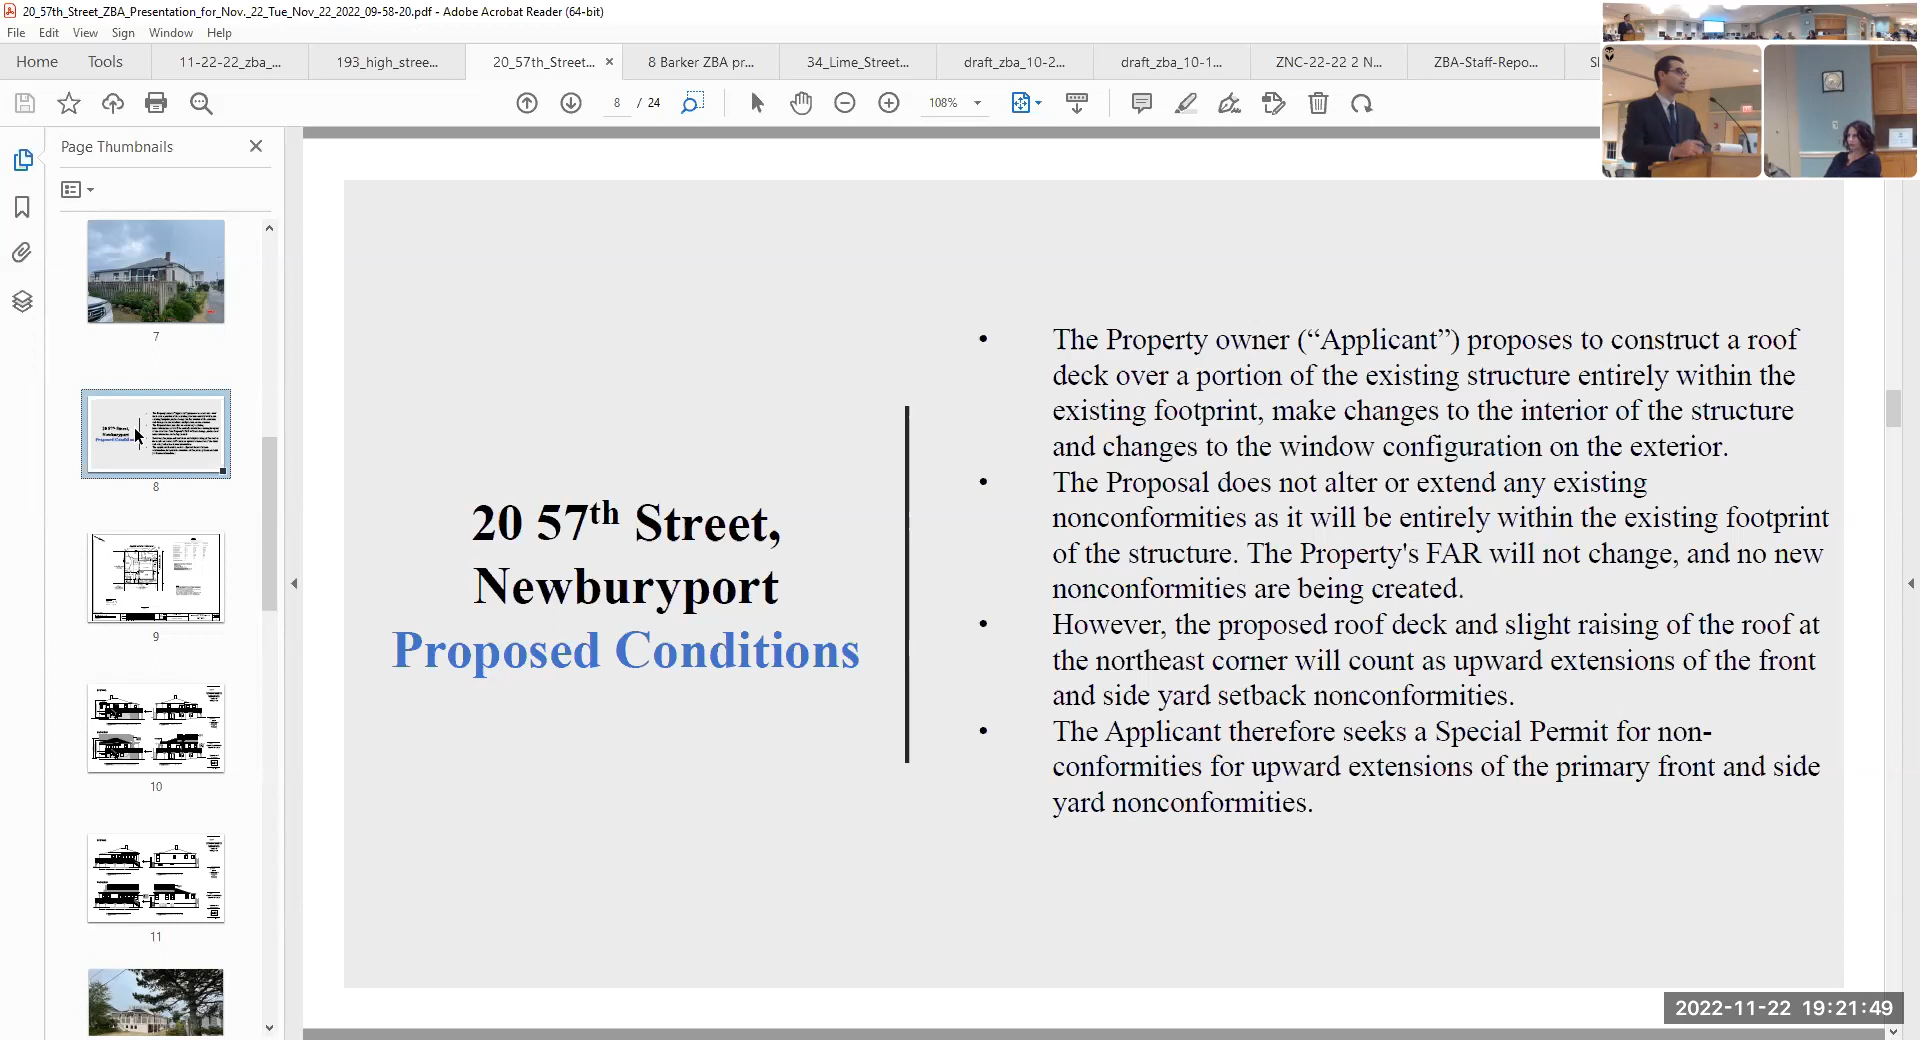 20_57th_Street_ZBA_Presentation_for_Nov._22_Tue_Nov_22_2022_09-58-20.pdf - Adobe Acrobat Reader (64-bit)
File Edit View Sign Window Help
Home Tools 11-22-22_zba_... 193_high_stree... 20_57th_Street... × 8 Barker ZBA pr... 34_Lime_Street... draft_zba_10-2... draft_zba_10-1... ZNC-22-22 2 N... ZBA-Staff-Repo...
8 / 24 108%
Page Thumbnails
7
8
9
10
11
20 57th Street,
Newburyport
Proposed Conditions
• The Property owner (“Applicant”) proposes to construct a roof
deck over a portion of the existing structure entirely within the
existing footprint, make changes to the interior of the structure
and changes to the window configuration on the exterior.
• The Proposal does not alter or extend any existing
nonconformities as it will be entirely within the existing footprint
of the structure. The Property's FAR will not change, and no new
nonconformities are being created.
• However, the proposed roof deck and slight raising of the roof at
the northeast corner will count as upward extensions of the front
and side yard setback nonconformities.
• The Applicant therefore seeks a Special Permit for non-
conformities for upward extensions of the primary front and side
yard nonconformities.
2022-11-22 19:21:49